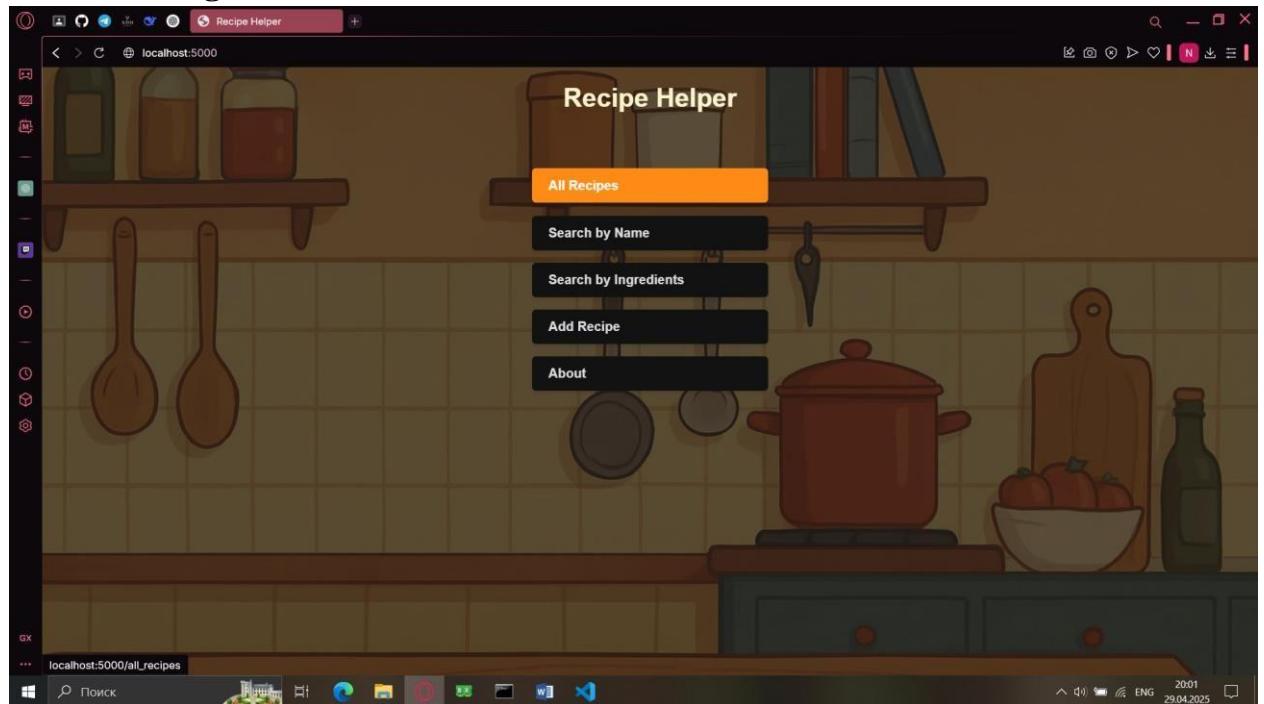 Recipe Helper
localhost:5000
N
Recipe Helper
All Recipes
Search by Name
Search by Ingredients
Add Recipe
About
GX
localhost:5000/all_recipes
Поиск
ENG
20:01
29.04.2025